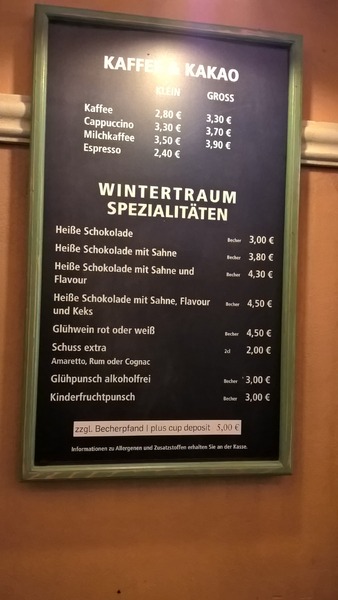 KAFFEE & KAKAO
KLEIN GROSS
Kaffee 2,80 € 3,30 €
Cappuccino 3,30 € 3,70 €
Milchkaffee 3,50 € 3,90 €
Espresso 2,40 €
WINTERTRAUM
SPEZIALITÄTEN
Heiße Schokolade Becher 3,00 €
Heiße Schokolade mit Sahne Becher 3,80 €
Heiße Schokolade mit Sahne und Becher 4,30 €
Flavour
Heiße Schokolade mit Sahne, Flavour Becher 4,50 €
und Keks
Glühwein rot oder weiß Becher 4,50 €
Schuss extra 2cl 2,00 €
Amaretto, Rum oder Cognac
Glühpunsch alkoholfrei Becher 3,00 €
Kinderfruchtpunsch Becher 3,00 €
zzgl. Becherpfand | plus cup deposit 5,00 €
Informationen zu Allergenen und Zusatzstoffen erhalten Sie an der Kasse.